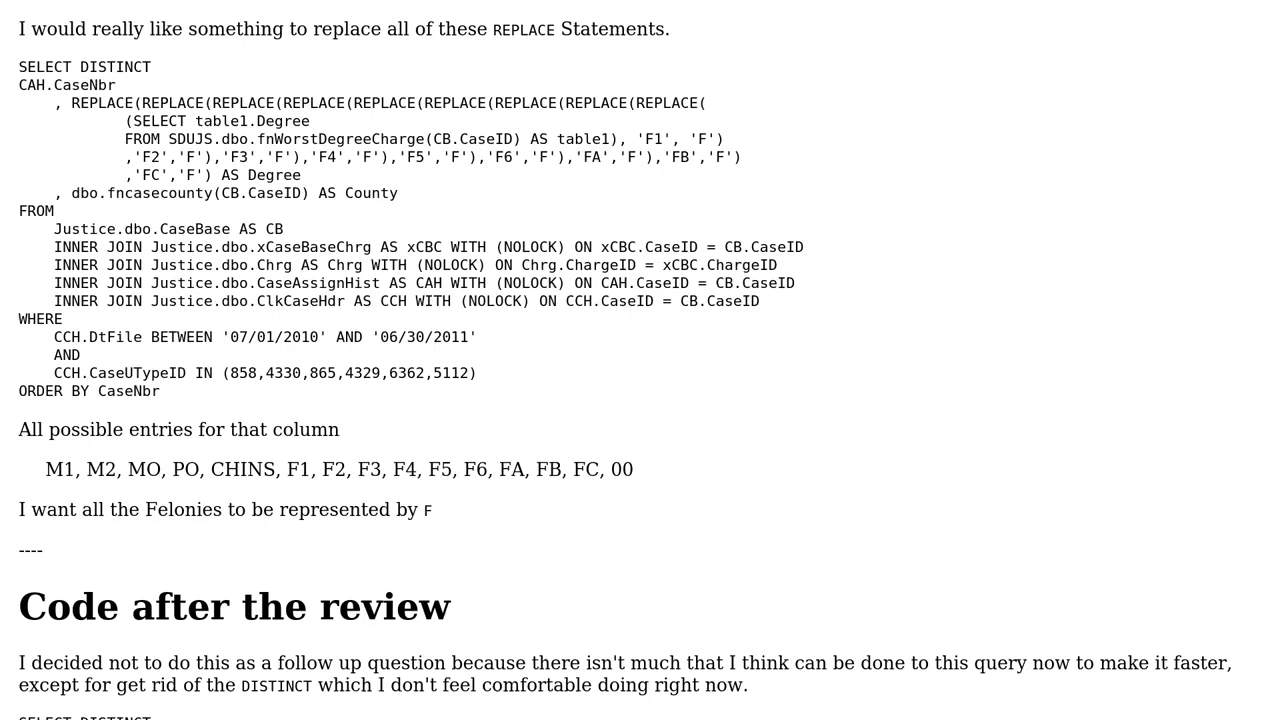 I would really like something to replace all of these REPLACE Statements.
SELECT DISTINCT
CAH.CaseNbr
    , REPLACE(REPLACE(REPLACE(REPLACE(REPLACE(REPLACE(REPLACE(REPLACE(REPLACE(
            (SELECT table1.Degree
            FROM SDUJS.dbo.fnWorstDegreeCharge(CB.CaseID) AS table1), 'F1', 'F')
            ,'F2','F'),'F3','F'),'F4','F'),'F5','F'),'F6','F'),'FA','F'),'FB','F')
            ,'FC','F') AS Degree
    , dbo.fncasecounty(CB.CaseID) AS County
FROM
    Justice.dbo.CaseBase AS CB
    INNER JOIN Justice.dbo.xCaseBaseChrg AS xCBC WITH (NOLOCK) ON xCBC.CaseID = CB.CaseID
    INNER JOIN Justice.dbo.Chrg AS Chrg WITH (NOLOCK) ON Chrg.ChargeID = xCBC.ChargeID
    INNER JOIN Justice.dbo.CaseAssignHist AS CAH WITH (NOLOCK) ON CAH.CaseID = CB.CaseID
    INNER JOIN Justice.dbo.ClkCaseHdr AS CCH WITH (NOLOCK) ON CCH.CaseID = CB.CaseID
WHERE
    CCH.DtFile BETWEEN '07/01/2010' AND '06/30/2011'
    AND
    CCH.CaseUTypeID IN (858,4330,865,4329,6362,5112)
ORDER BY CaseNbr
All possible entries for that column
M1, M2, MO, PO, CHINS, F1, F2, F3, F4, F5, F6, FA, FB, FC, 00
I want all the Felonies to be represented by F
----
Code after the review
I decided not to do this as a follow up question because there isn't much that I think can be done to this query now to make it faster,
except for get rid of the DISTINCT which I don't feel comfortable doing right now.
SELECT DISTINCT